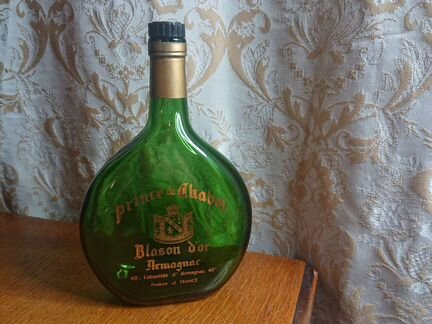 Prince de Chabot
Blason d'or
Armagnac
40. Labastide d'Armagnac 40°
Produce of FRANCE